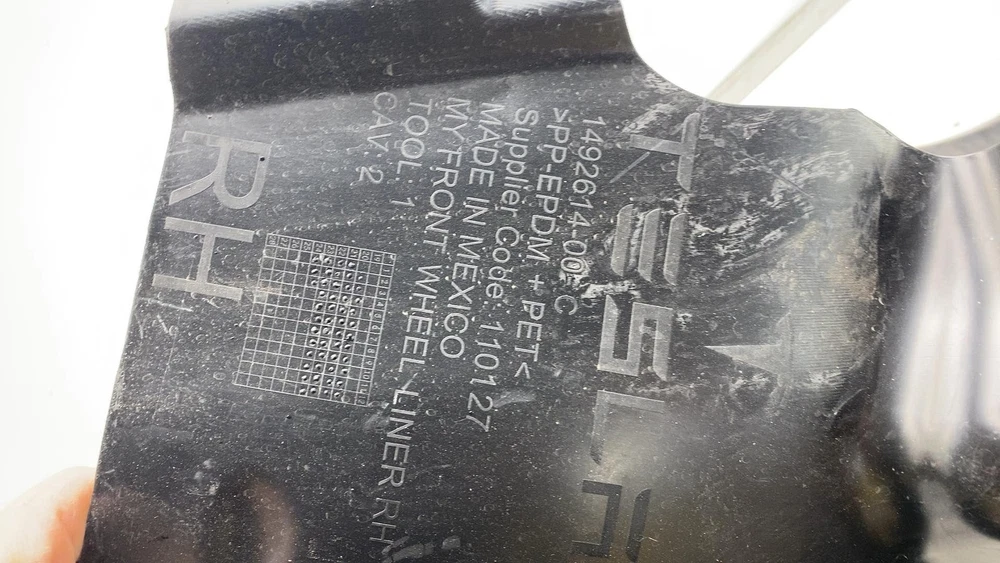 TESLA
1492614-00-C
>PP-EPDM + PET<
Supplier Code: 110127
MADE IN MEXICO
MY FRONT WHEEL LINER RH
TOOL: 1
CAV: 2
RH